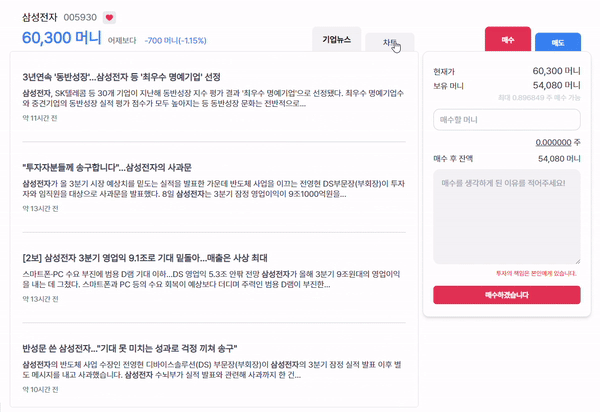 삼성전자 005930
60,300 머니 어제보다 -700 머니(-1.15%)
기업뉴스
차트
매수
매도
3년연속 '동반성장'...삼성전자 등 '최우수 명예기업' 선정
삼성전자, SK텔레콤 등 30개 기업이 지난해 동반성장 지수 평가 결과 '최우수 명예기업'으로 선정됐다. 최우수 명예기업수
와 중견기업의 동반성장 실적 평가 점수가 모두 높아지는 등 동반성장 문화는 전반적으로...
약 11시간 전
"투자자분들께 송구합니다"...삼성전자의 사과문
삼성전자가 올 3분기 시장 예상치를 밑도는 실적을 발표한 가운데 반도체 사업을 이끄는 전영현 DS부문장(부회장)이 투자
자와 임직원을 대상으로 사과문을 발표했다. 8일 삼성전자는 3분기 잠정 영업이익이 9조1000억원을...
약 13시간 전
[2보] 삼성전자 3분기 영업익 9.1조로 기대 밑돌아...매출은 사상 최대
스마트폰·PC 수요 부진에 범용 D램 기대 이하...DS 영업익 5.3조 안팎 전망 삼성전자가 올해 3분기 9조원대의 영업이익
을 내는 데 그쳤다. 스마트폰과 PC 등의 수요 회복이 예상보다 더디며 주력인 범용 D램이 부진한...
약 13시간 전
반성문 쓴 삼성전자..."기대 못 미치는 성과로 걱정 끼쳐 송구"
삼성전자의 반도체 사업 수장인 전영현 디바이스솔루션(DS) 부문장(부회장)이 삼성전자의 3분기 잠정 실적 발표 이후 별
도 메시지를 내고 사과했습니다. 삼성전자 수뇌부가 실적 발표와 관련해 사과까지 한 건...
약 10시간 전
현재가 60,300 머니
보유 머니 54,080 머니
최대 0.896849 주 매수 가능
매수할 머니
0.000000 주
매수 후 잔액 54,080 머니
매수를 생각하게 된 이유를 적어주세요!
투자의 책임은 본인에게 있습니다.
매수하겠습니다